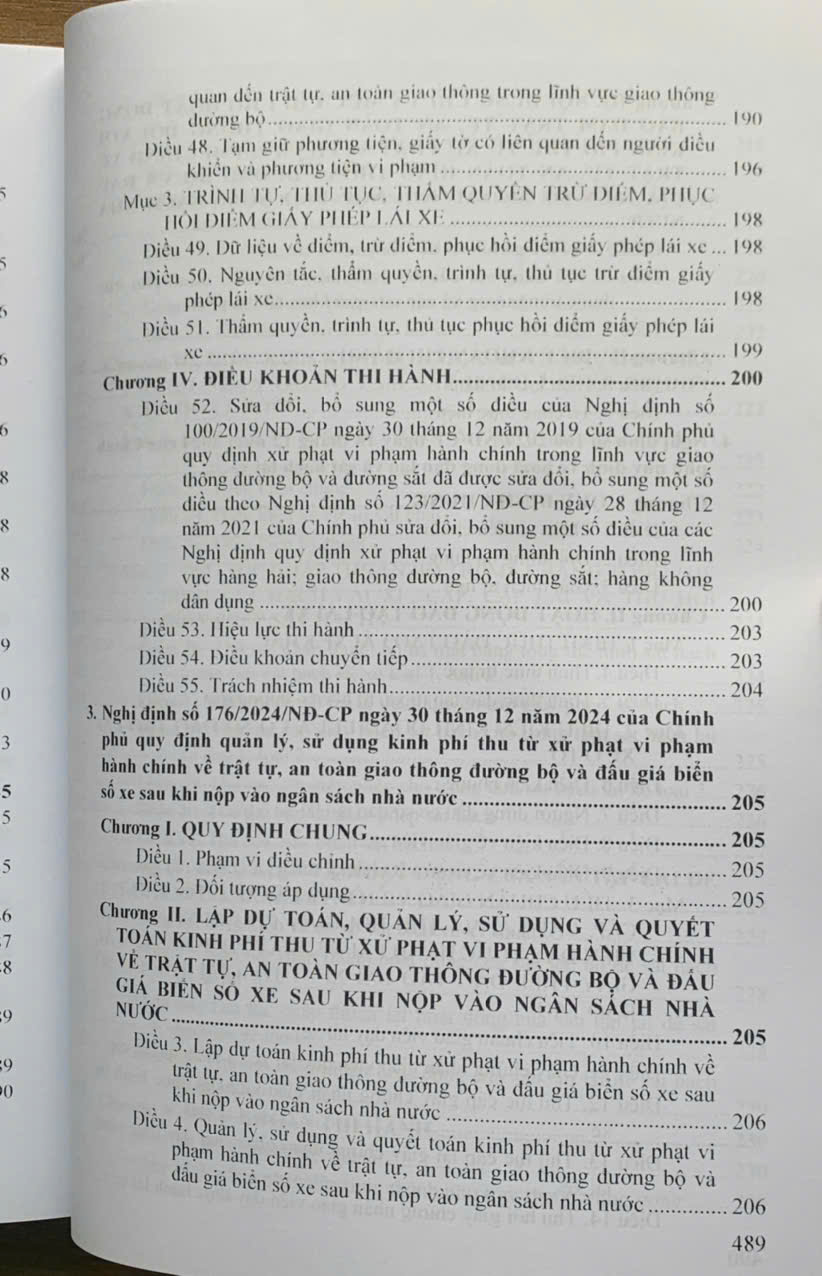 quan đến trật tự, an toàn giao thông trong lĩnh vực giao thông
đường bộ ... 190
Điều 48. Tạm giữ phương tiện, giấy tờ có liên quan đến người điều
khiển và phương tiện vi phạm ... 196
Mục 3. TRÌNH TỰ, THỦ TỤC, THẨM QUYỀN TRỪ ĐIỂM, PHỤC
HỒI ĐIỂM GIẤY PHÉP LÁI XE ... 198
Điều 49. Dữ liệu về điểm, trừ điểm, phục hồi điểm giấy phép lái xe ... 198
Điều 50. Nguyên tắc, thẩm quyền, trình tự, thủ tục trừ điểm giấy
phép lái xe ... 198
Điều 51. Thẩm quyền, trình tự, thủ tục phục hồi điểm giấy phép lái
xe ... 199
Chương IV. ĐIỀU KHOẢN THI HÀNH ... 200
Điều 52. Sửa đổi, bổ sung một số điều của Nghị định số
100/2019/NĐ-CP ngày 30 tháng 12 năm 2019 của Chính phủ
quy định xử phạt vi phạm hành chính trong lĩnh vực giao
thông đường bộ và đường sắt đã được sửa đổi, bổ sung một số
điều theo Nghị định số 123/2021/NĐ-CP ngày 28 tháng 12
năm 2021 của Chính phủ sửa đổi, bổ sung một số điều của các
Nghị định quy định xử phạt vi phạm hành chính trong lĩnh
vực hàng hải; giao thông đường bộ, đường sắt; hàng không
dân dụng ... 200
Điều 53. Hiệu lực thi hành ... 203
Điều 54. Điều khoản chuyển tiếp ... 203
Điều 55. Trách nhiệm thi hành ... 204
3. Nghị định số 176/2024/NĐ-CP ngày 30 tháng 12 năm 2024 của Chính
phủ quy định quản lý, sử dụng kinh phí thu từ xử phạt vi phạm
hành chính về trật tự, an toàn giao thông đường bộ và đấu giá biển
số xe sau khi nộp vào ngân sách nhà nước ... 205
Chương I. QUY ĐỊNH CHUNG ... 205
Điều 1. Phạm vi điều chỉnh ... 205
Điều 2. Đối tượng áp dụng ... 205
Chương II. LẬP DỰ TOÁN, QUẢN LÝ, SỬ DỤNG VÀ QUYẾT
TOÁN KINH PHÍ THU TỪ XỬ PHẠT VI PHẠM HÀNH CHÍNH
VỀ TRẬT TỰ, AN TOÀN GIAO THÔNG ĐƯỜNG BỘ VÀ ĐẤU
GIÁ BIỂN SỐ XE SAU KHI NỘP VÀO NGÂN SÁCH NHÀ
NƯỚC ... 205
Điều 3. Lập dự toán kinh phí thu từ xử phạt vi phạm hành chính về
trật tự, an toàn giao thông đường bộ và đấu giá biển số xe sau
khi nộp vào ngân sách nhà nước ... 206
Điều 4. Quản lý, sử dụng và quyết toán kinh phí thu từ xử phạt vi
phạm hành chính về trật tự, an toàn giao thông đường bộ và
đấu giá biển số xe sau khi nộp vào ngân sách nhà nước ... 206
489